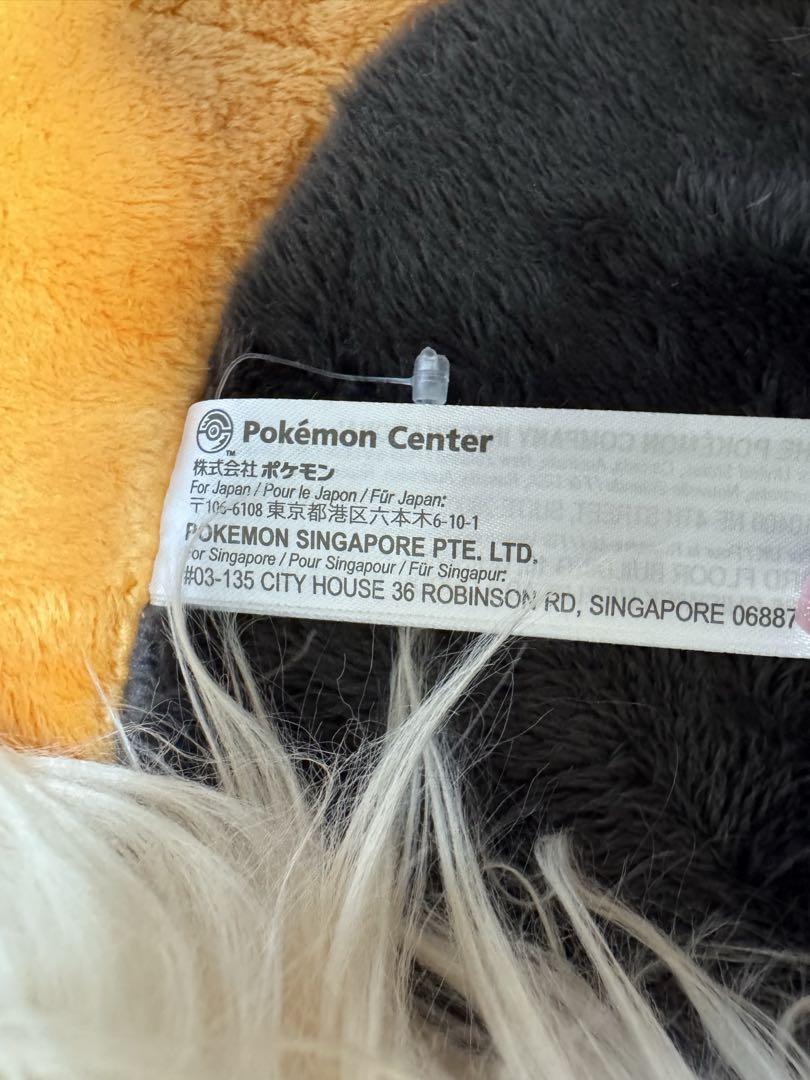 Pokémon Center
TM
株式会社 ポケモン
For Japan / Pour le Japon / Für Japan:
〒106-6108 東京都港区六本木6-10-1
POKEMON SINGAPORE PTE. LTD.
For Singapore / Pour Singapour / Für Singapur:
#03-135 CITY HOUSE 36 ROBINSON RD, SINGAPORE 06887